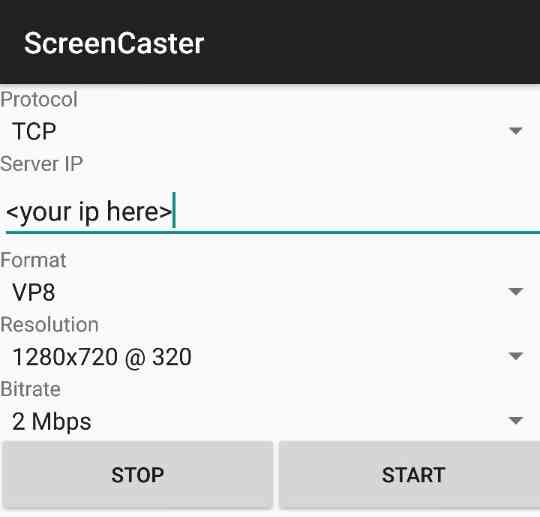 ScreenCaster
Protocol
TCP
Server IP
<your ip here>
Format
VP8
Resolution
1280x720 @ 320
Bitrate
2 Mbps
STOP START